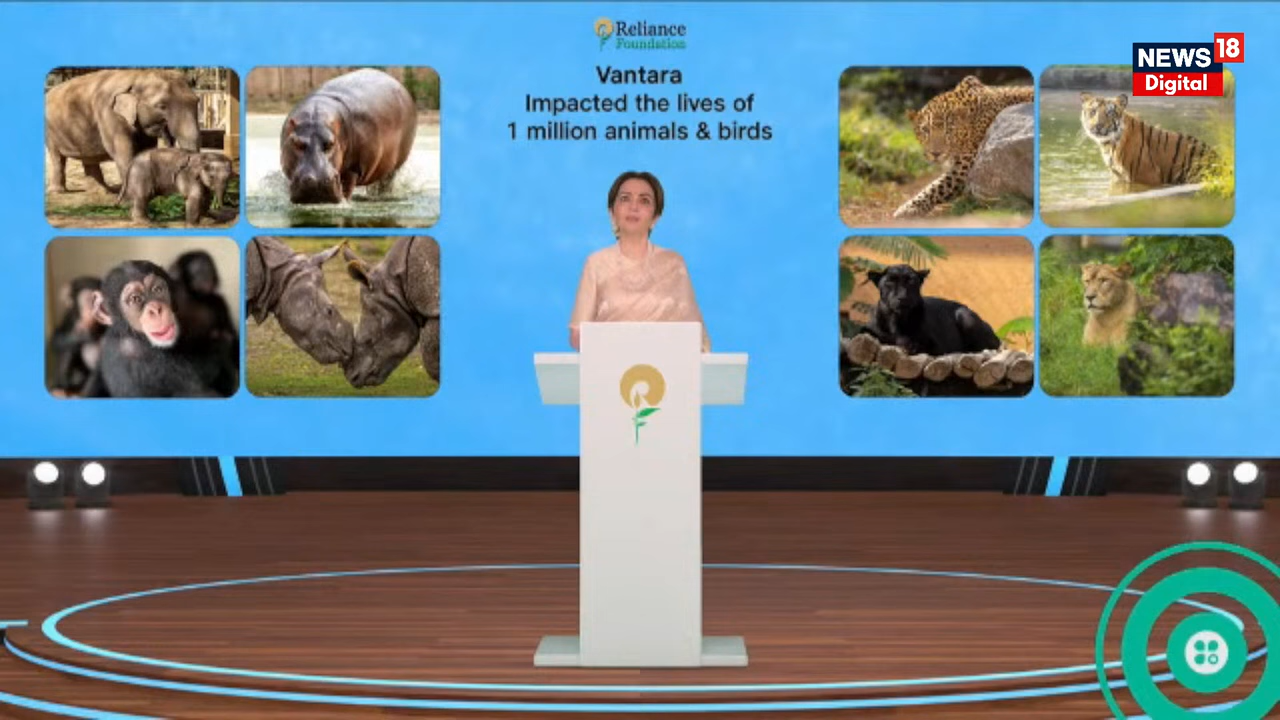 Reliance
Foundation
Vantara
Impacted the lives of
1 million animals & birds
NEWS
18
Digital